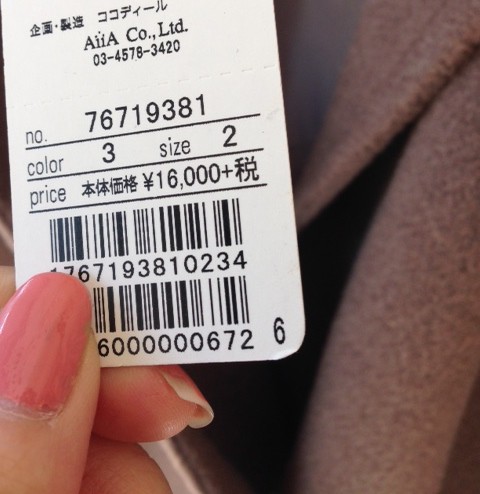 企画・製造 ココディール
AiiA Co., Ltd.
03-4578-3420
no. 76719381
color 3 size 2
price 本体価格 ¥16,000+税
1767193810234
6000000672 6